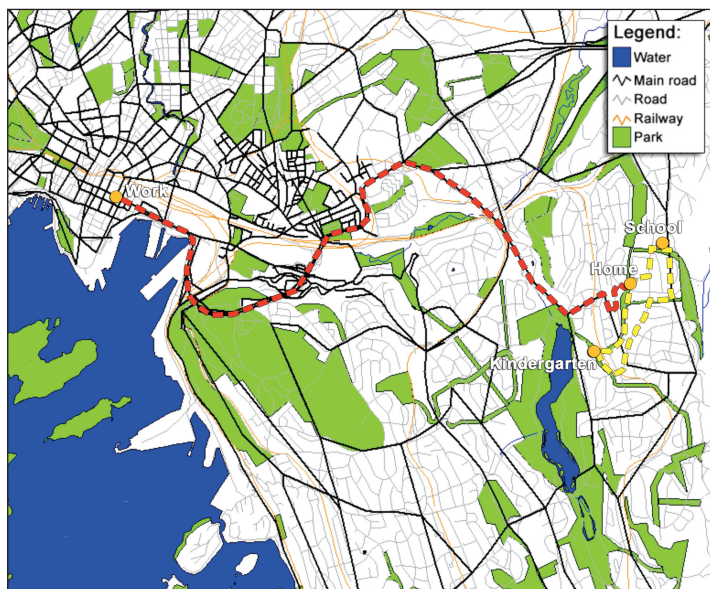 Legend:
Water
Main road
Road
Railway
Park
Work
School
Home
Kindergarten